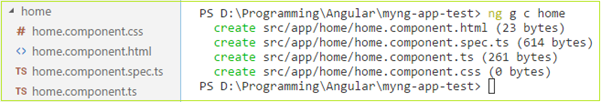 home
# home.component.css
<> home.component.html
TS home.component.spec.ts
TS home.component.ts
PS D:\Programming\Angular\myng-app-test> ng g c home
create src/app/home/home.component.html (23 bytes)
create src/app/home/home.component.spec.ts (614 bytes)
create src/app/home/home.component.ts (261 bytes)
create src/app/home/home.component.css (0 bytes)
PS D:\Programming\Angular\myng-app-test>